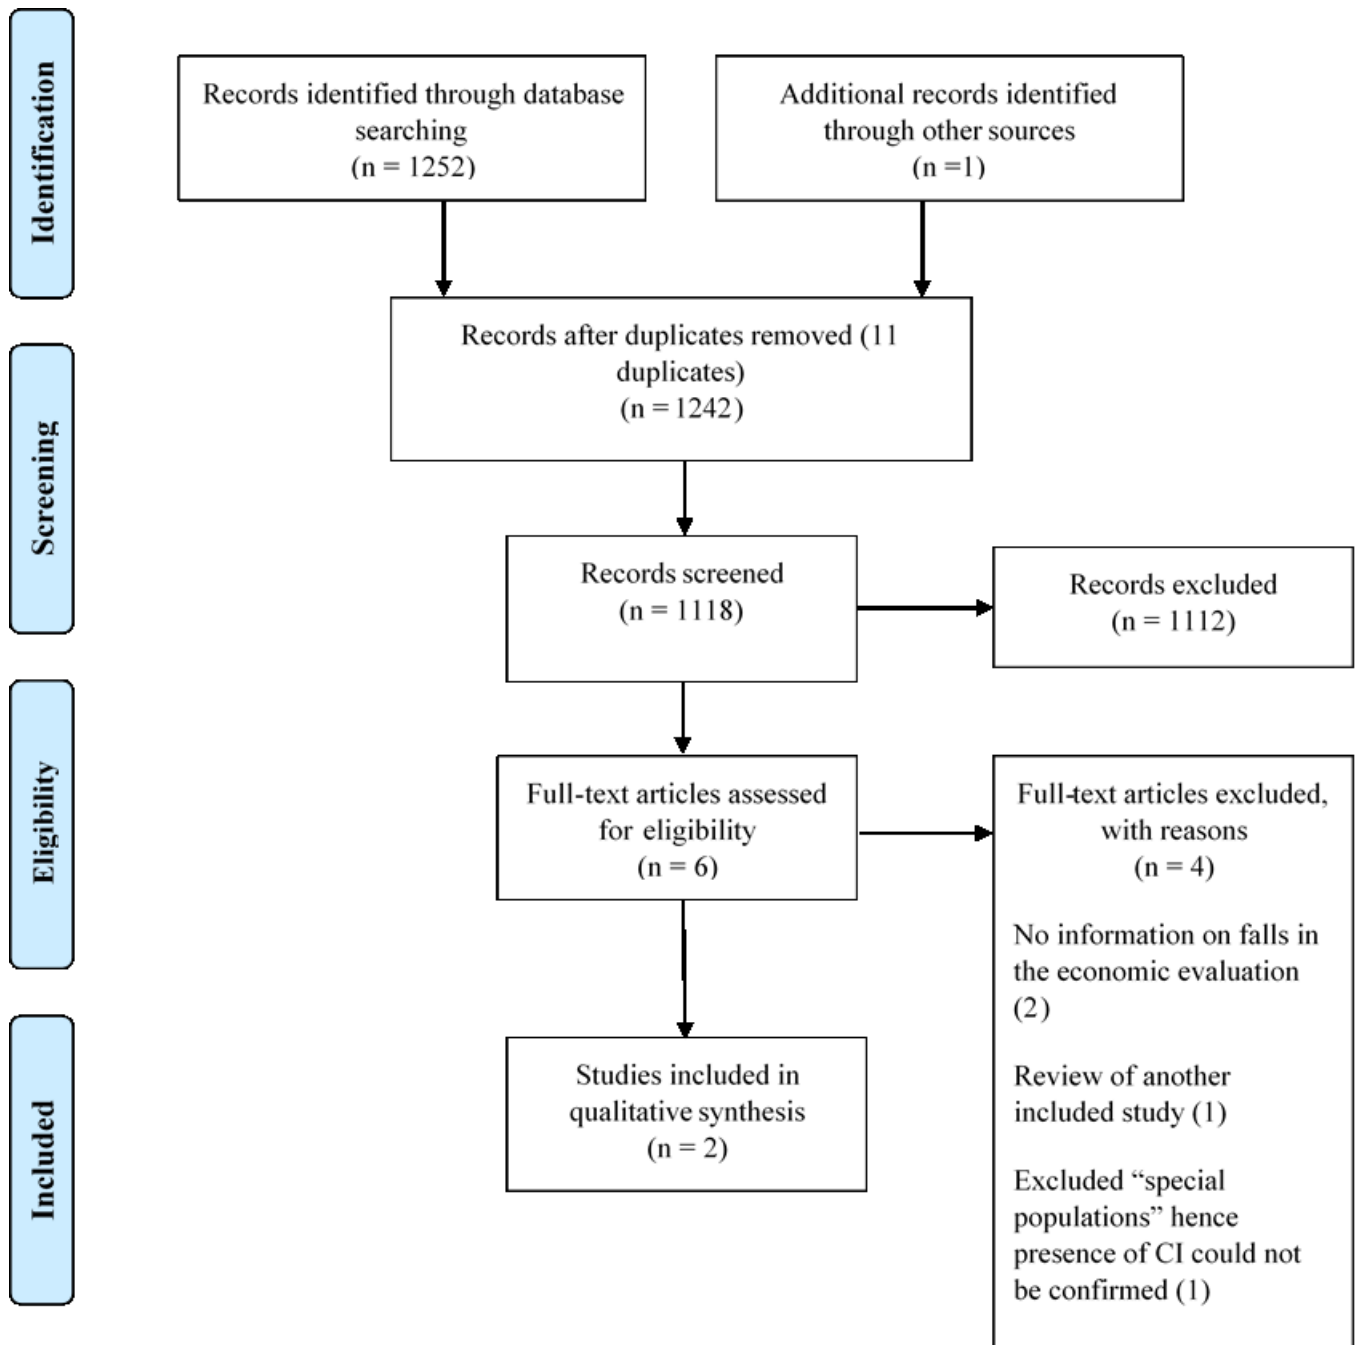 Identification
Records identified through database
searching
(n = 1252)
Additional records identified
through other sources
(n =1)
Records after duplicates removed (11
duplicates)
(n = 1242)
Screening
Records screened
(n = 1118)
Records excluded
(n = 1112)
Eligibility
Full-text articles assessed
for eligibility
(n = 6)
Full-text articles excluded,
with reasons
(n = 4)
No information on falls in
the economic evaluation
(2)
Review of another
included study (1)
Excluded “special
populations” hence
presence of CI could not
be confirmed (1)
Included
Studies included in
qualitative synthesis
(n = 2)